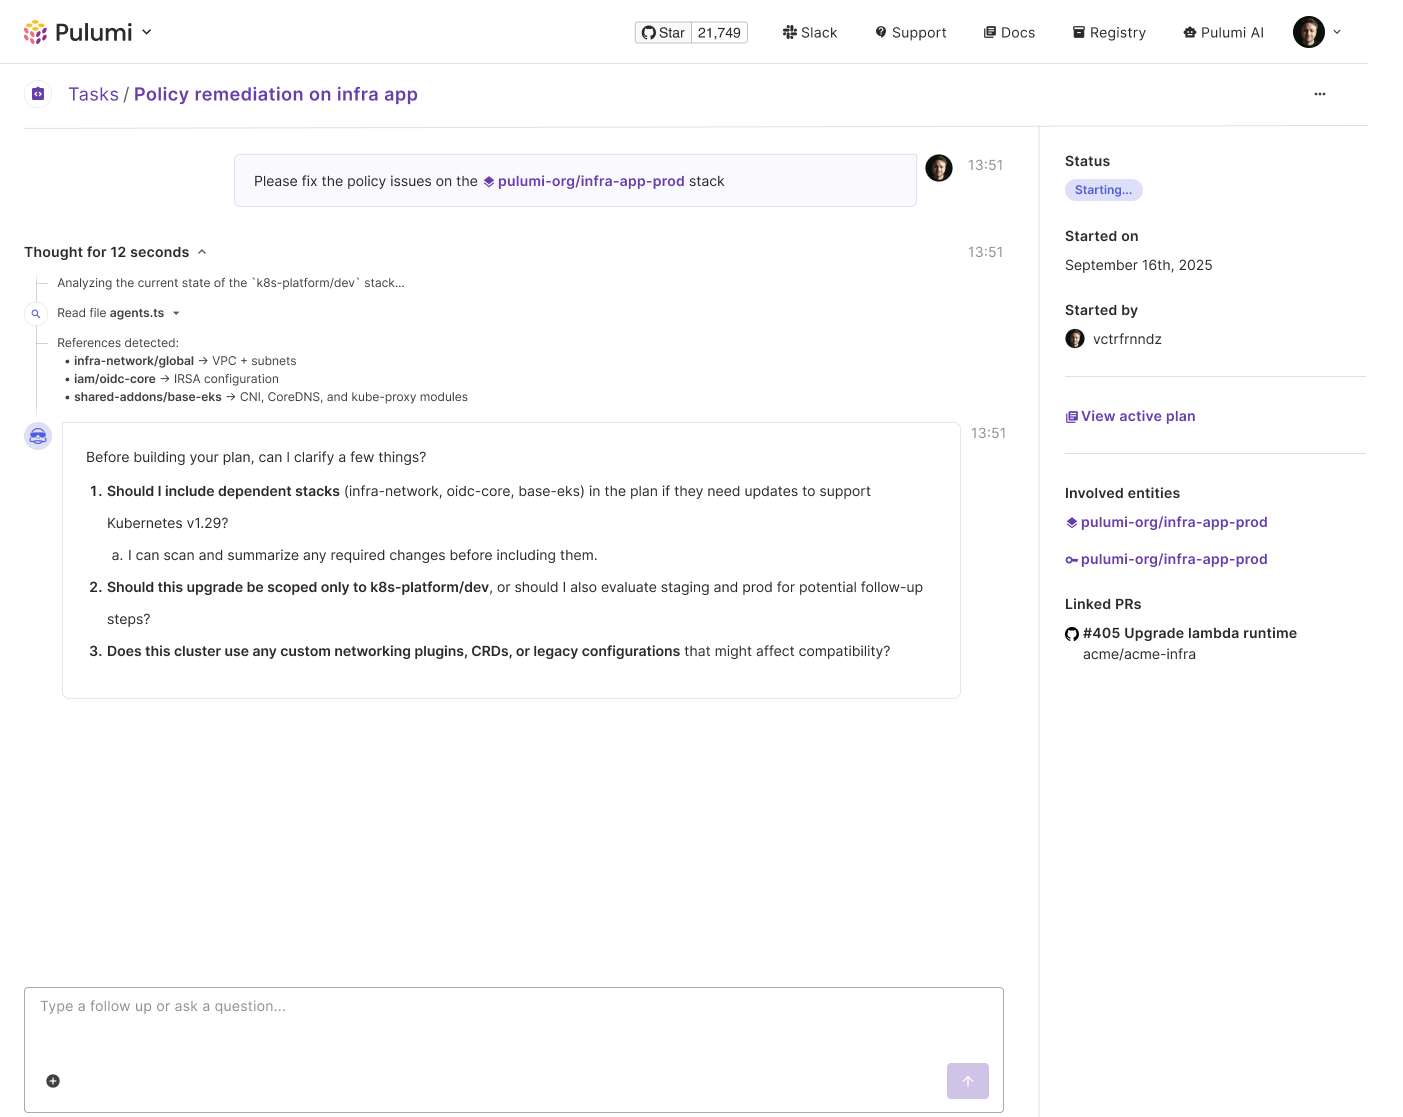 Pulumi
Star 21,749
Slack
Support
Docs
Registry
Pulumi AI
Tasks / Policy remediation on infra app
Please fix the policy issues on the pulumi-org/infra-app-prod stack
13:51
Thought for 12 seconds
13:51
Analyzing the current state of the `k8s-platform/dev` stack...
Read file agents.ts
References detected:
• infra-network/global → VPC + subnets
• iam/oidc-core → IRSA configuration
• shared-addons/base-eks → CNI, CoreDNS, and kube-proxy modules
13:51
Before building your plan, can I clarify a few things?
1. Should I include dependent stacks (infra-network, oidc-core, base-eks) in the plan if they need updates to support
Kubernetes v1.29?
a. I can scan and summarize any required changes before including them.
2. Should this upgrade be scoped only to k8s-platform/dev, or should I also evaluate staging and prod for potential follow-up
steps?
3. Does this cluster use any custom networking plugins, CRDs, or legacy configurations that might affect compatibility?
Type a follow up or ask a question...
Status
Starting...
Started on
September 16th, 2025
Started by
vctrfrnndz
View active plan
Involved entities
pulumi-org/infra-app-prod
pulumi-org/infra-app-prod
Linked PRs
#405 Upgrade lambda runtime
acme/acme-infra